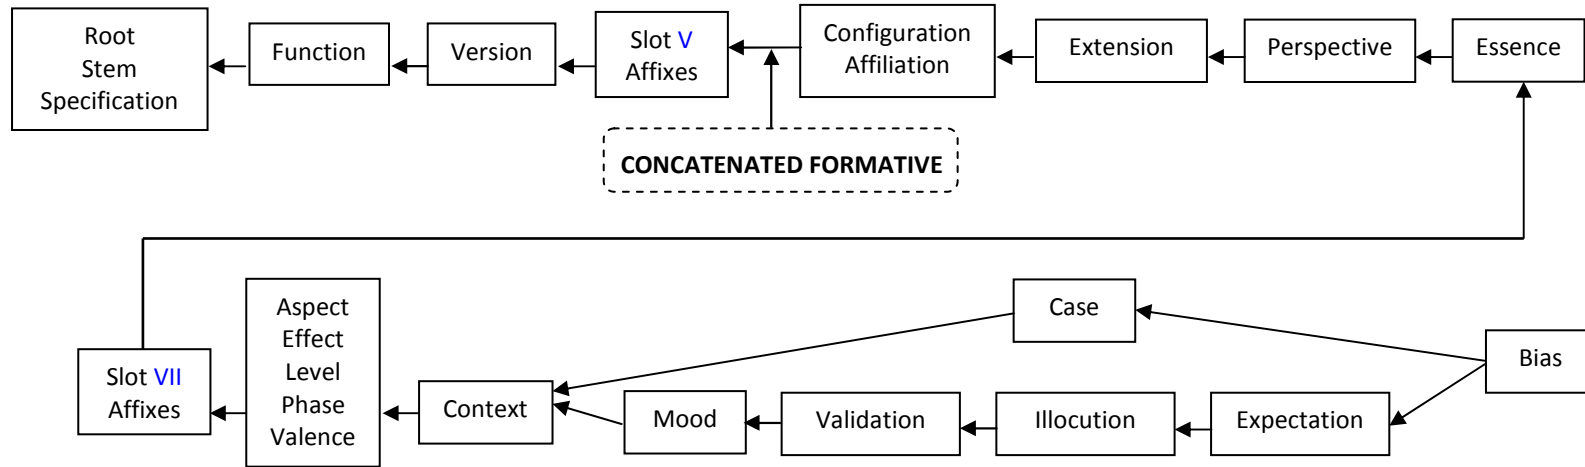 Root
Stem
Specification
Function
Version
Slot V
Affixes
Configuration
Affiliation
Extension
Perspective
Essence
CONCATENATED FORMATIVE
Slot VII
Affixes
Aspect
Effect
Level
Phase
Valence
Context
Case
Mood
Validation
Illocution
Expectation
Bias